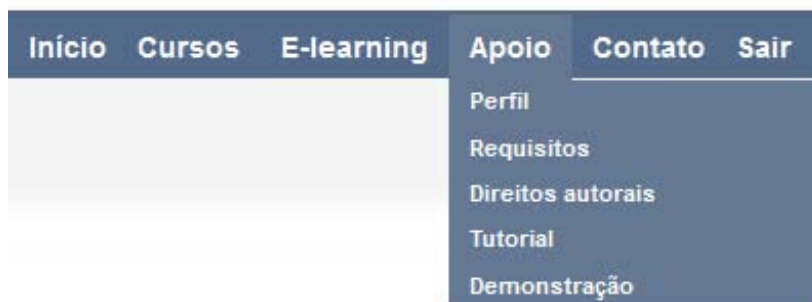 Início Cursos E-learning Apoio Contato Sair
Perfil
Requisitos
Direitos autorais
Tutorial
Demonstração